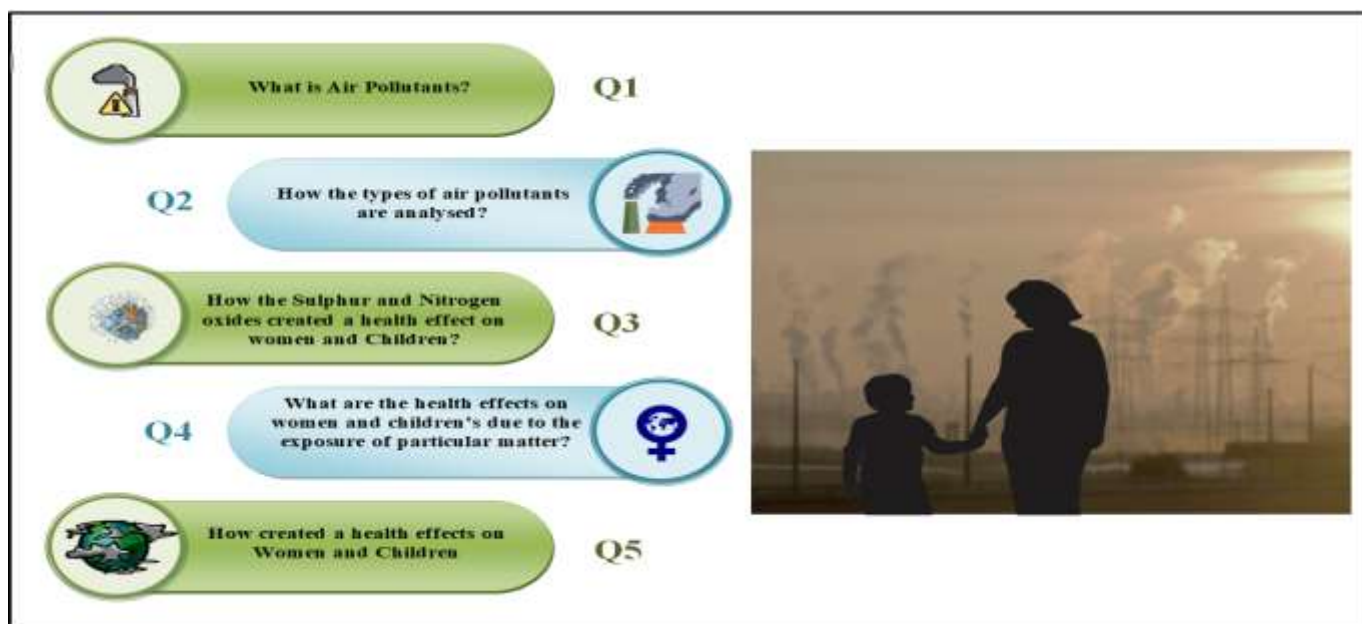 What is Air Pollutants?
Q1
Q2
How the types of air pollutants
are analysed?
How the Sulphur and Nitrogen
oxides created a health effect on
women and Children?
Q3
Q4
What are the health effects on
women and children's due to the
exposure of particular matter?
How created a health effects on
Women and Children
Q5